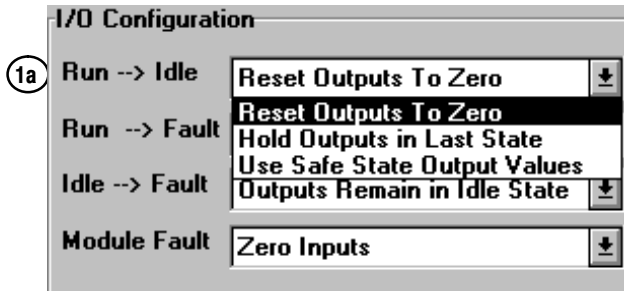 I/O Configuration
1a
Run --> Idle
Reset Outputs To Zero
Reset Outputs To Zero
Run --> Fault
Hold Outputs in Last State
Use Safe State Output Values
Idle --> Fault
Outputs Remain in Idle State
Module Fault
Zero Inputs